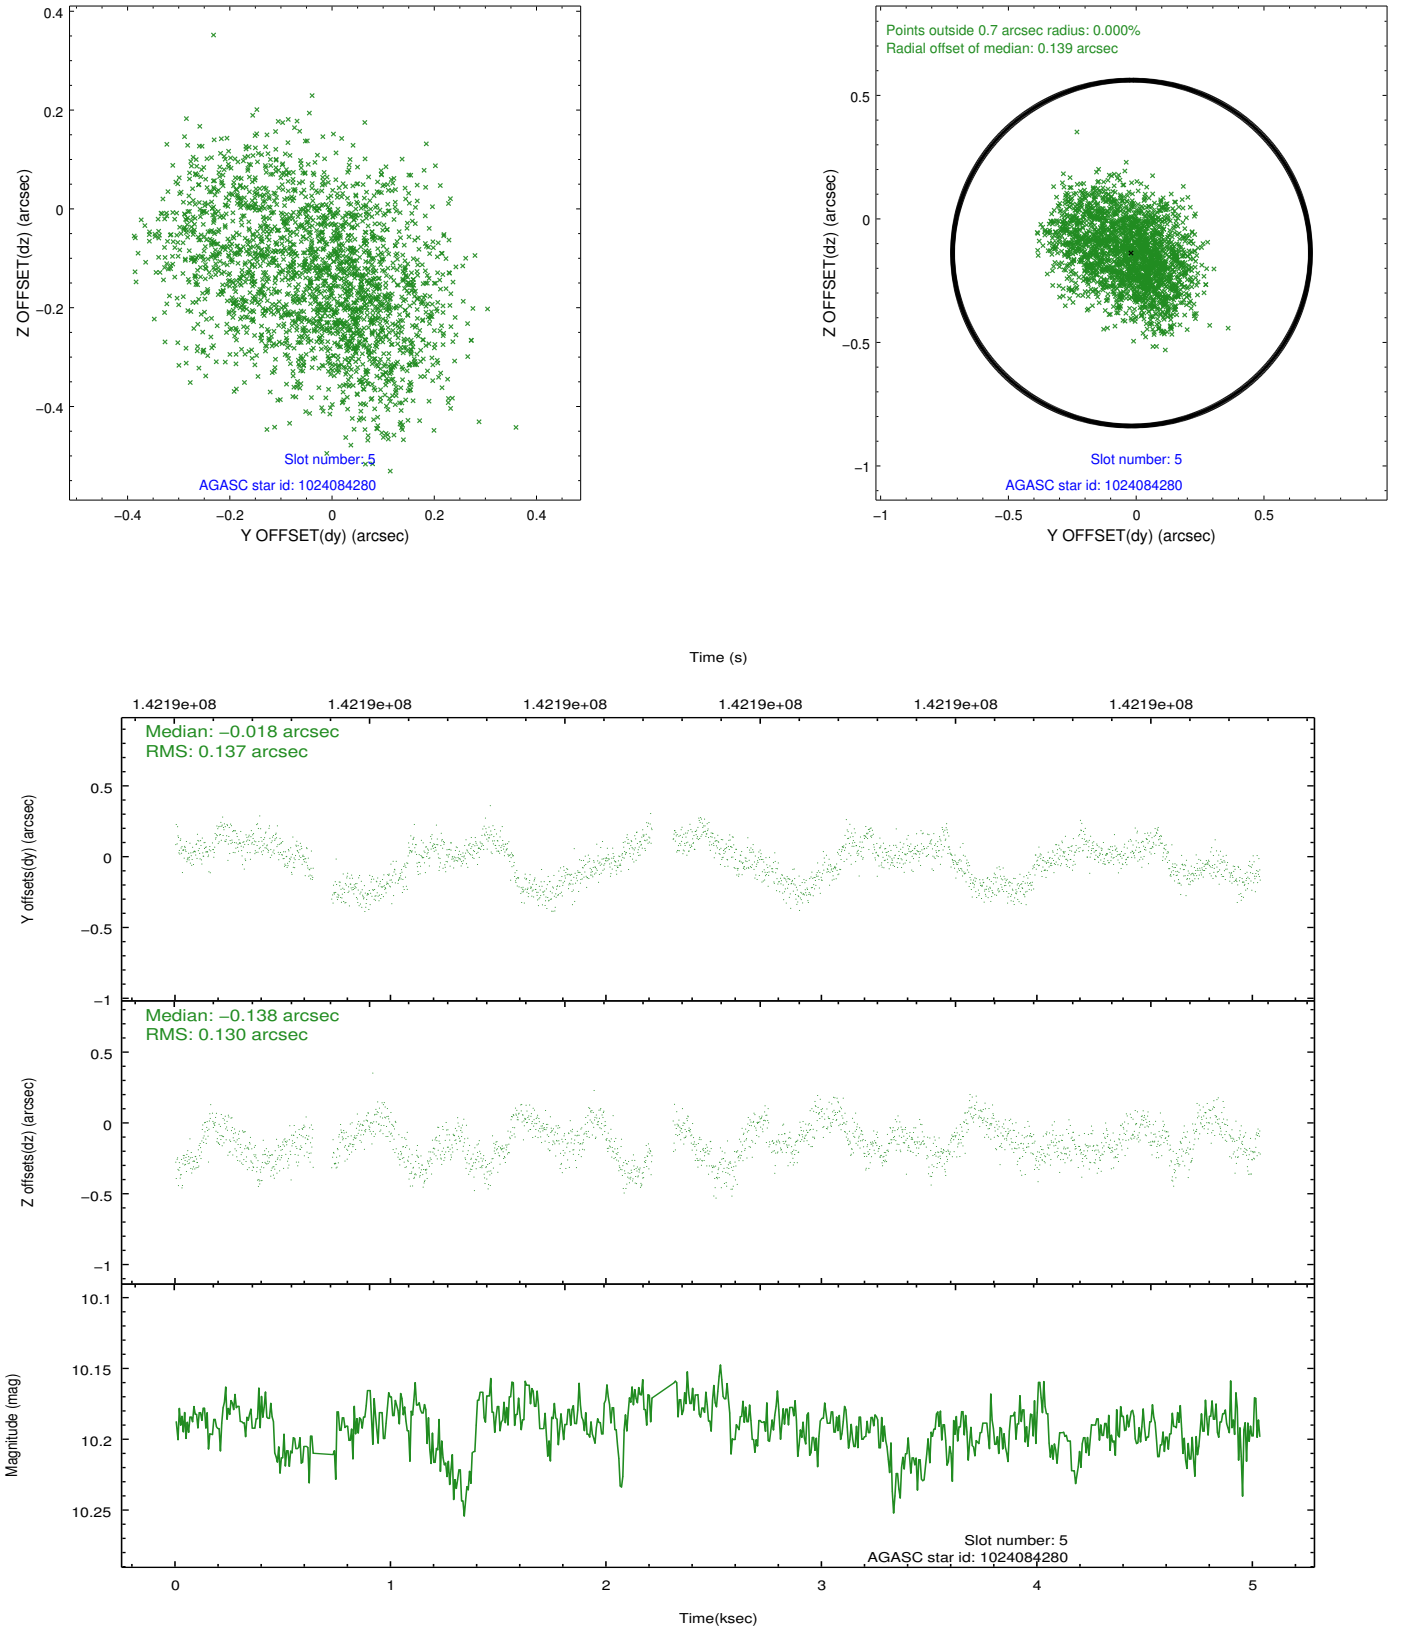 0.4
0.2
0
−0.2
−0.4
Z OFFSET(dz) (arcsec)
Slot number: 5
AGASC star id: 1024084280
−0.4 −0.2 0 0.2 0.4
Y OFFSET(dy) (arcsec)
Points outside 0.7 arcsec radius: 0.000%
Radial offset of median: 0.139 arcsec
0.5
0
−0.5
−1
Z OFFSET(dz) (arcsec)
Slot number: 5
AGASC star id: 1024084280
−1 −0.5 0 0.5
Y OFFSET(dy) (arcsec)
Time (s)
1.4219e+08 1.4219e+08 1.4219e+08 1.4219e+08 1.4219e+08 1.4219e+08
Median: −0.018 arcsec
RMS: 0.137 arcsec
0.5
0
−0.5
−1
Y offsets(dy) (arcsec)
Median: −0.138 arcsec
RMS: 0.130 arcsec
0.5
0
−0.5
−1
Z offsets(dz) (arcsec)
10.1
10.15
10.2
10.25
Magnitude (mag)
Slot number: 5
AGASC star id: 1024084280
0 1 2 3 4 5
Time(ksec)